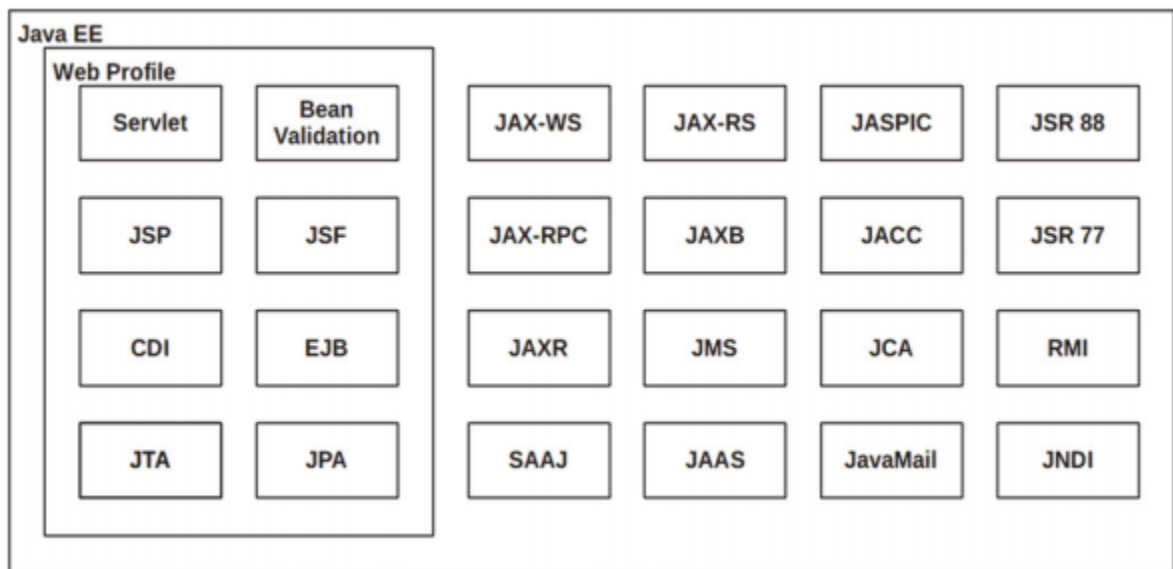 Java EE
Web Profile
Servlet
Bean
Validation
JAX-WS
JAX-RS
JASPIC
JSR 88
JSP
JSF
JAX-RPC
JAXB
JACC
JSR 77
CDI
EJB
JAXR
JMS
JCA
RMI
JTA
JPA
SAAJ
JAAS
JavaMail
JNDI